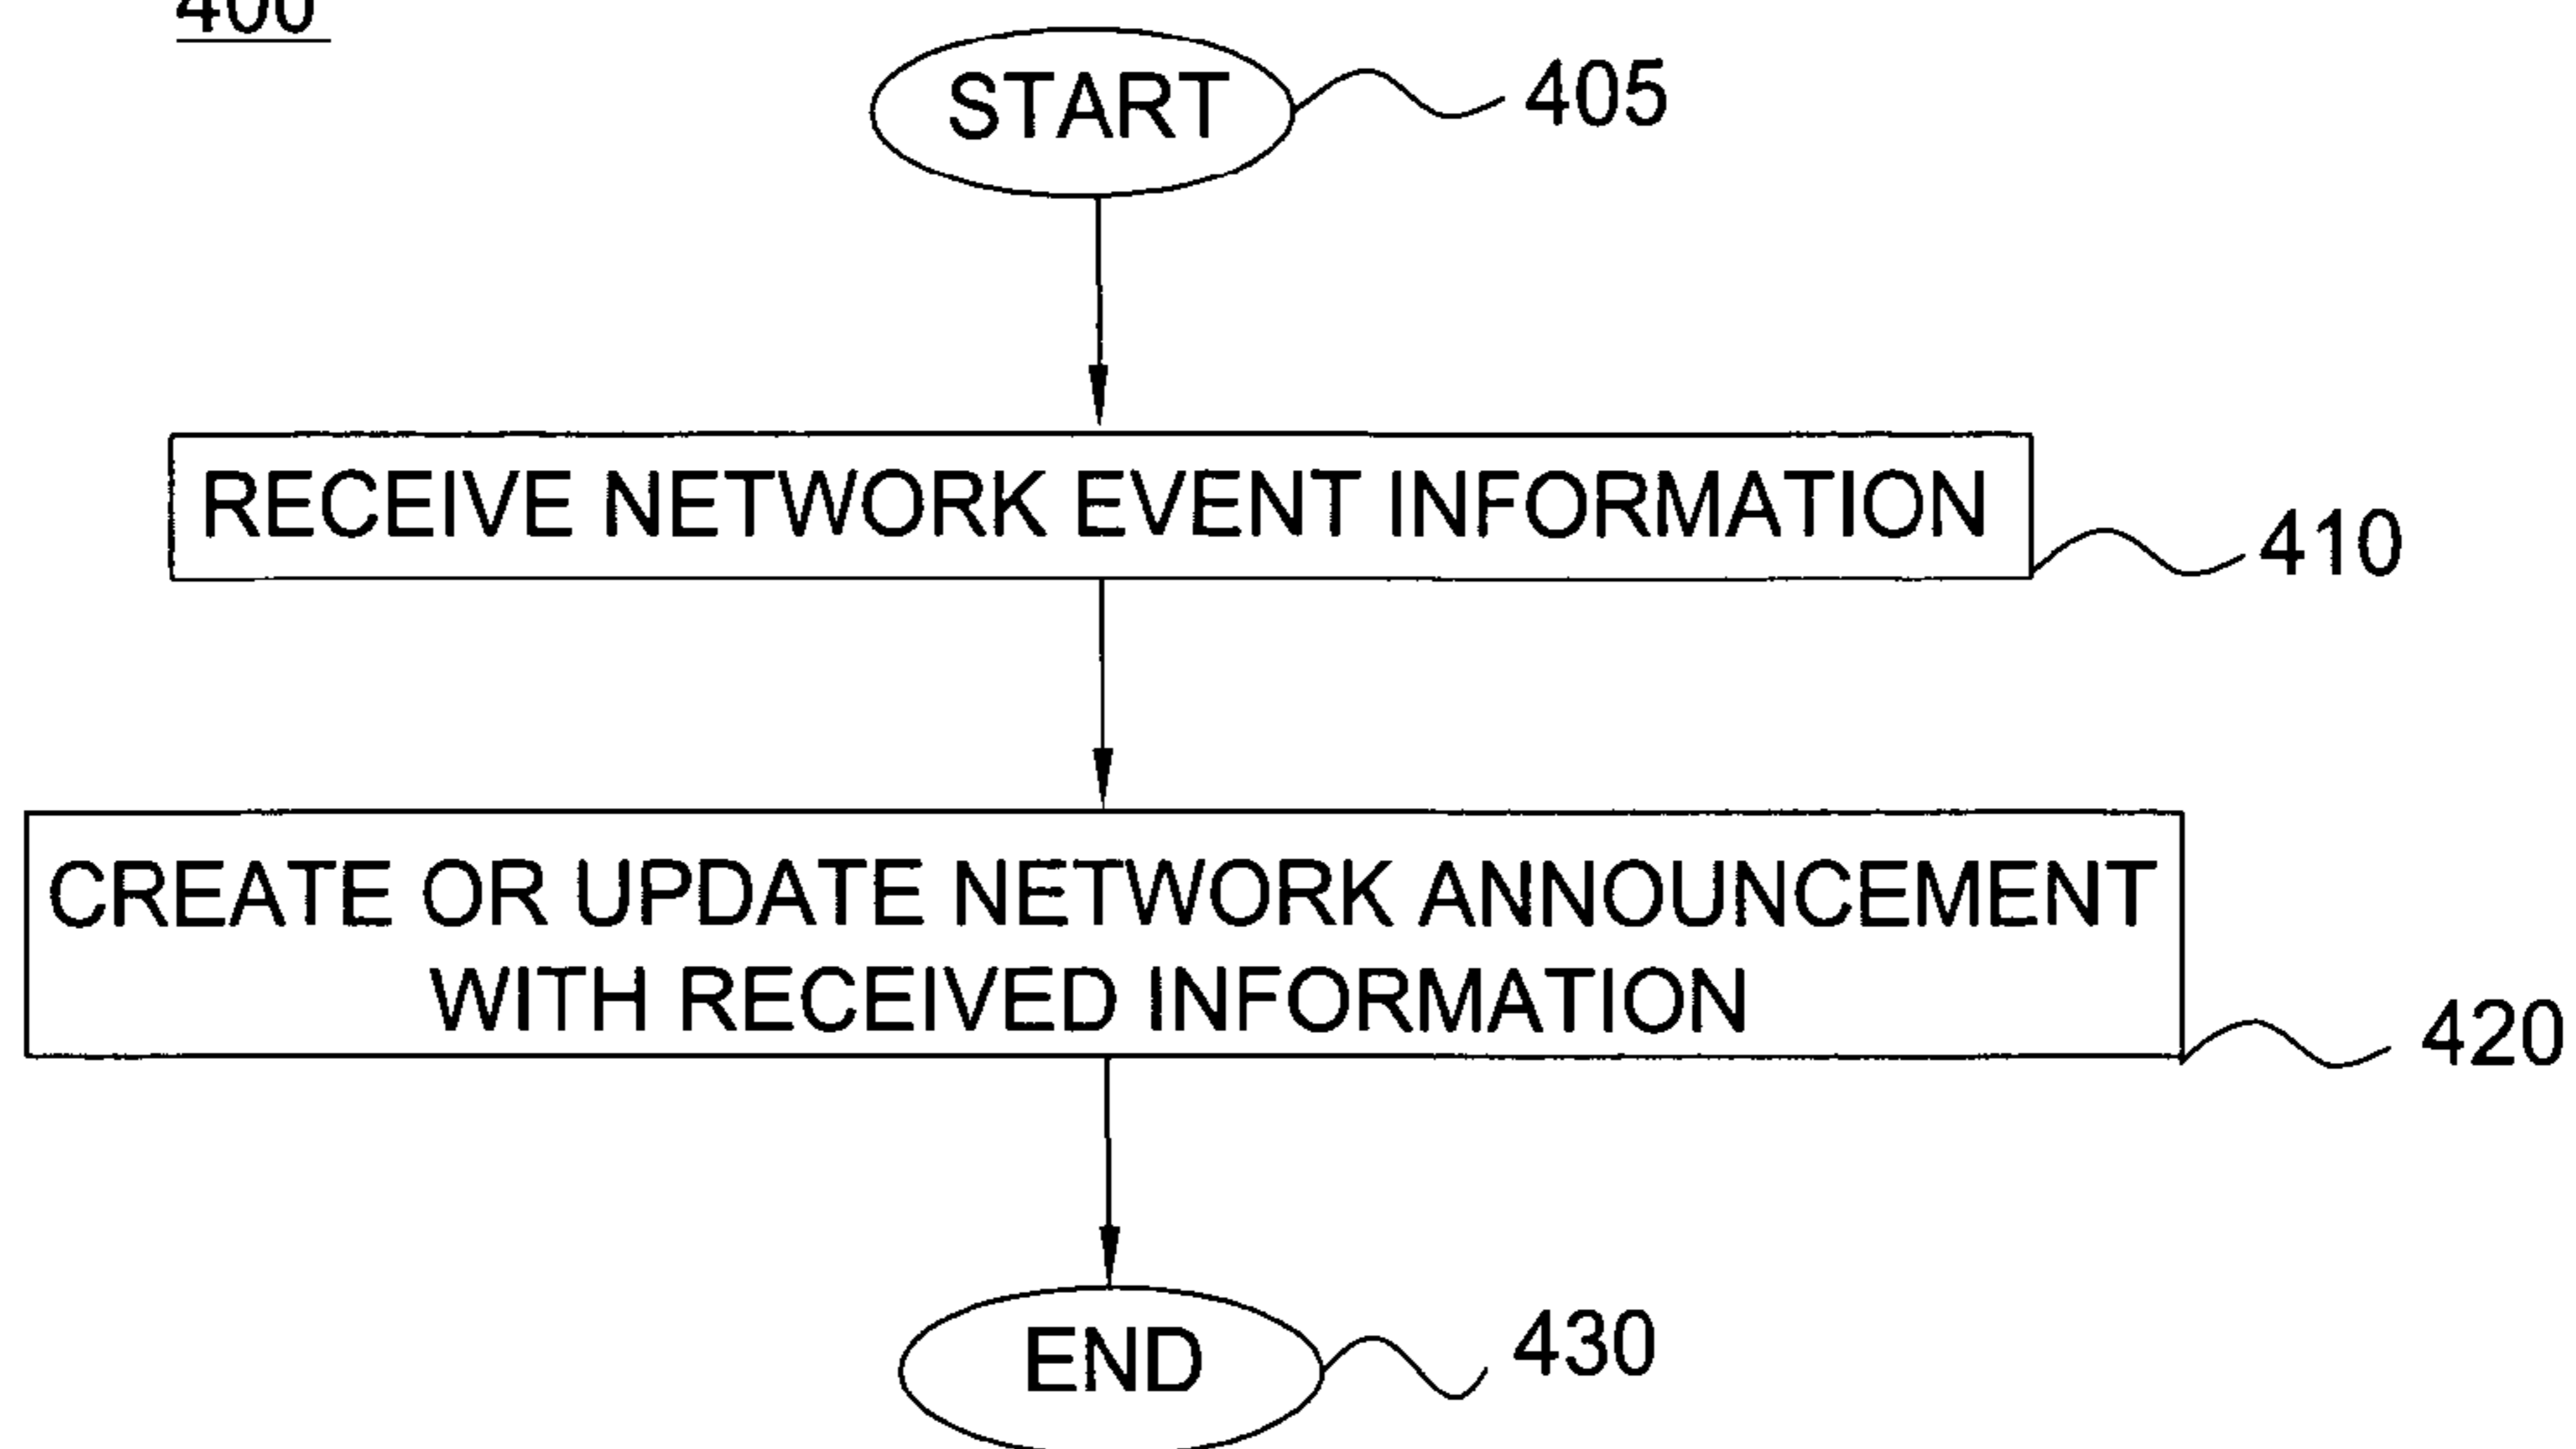 400
START
405
RECEIVE NETWORK EVENT INFORMATION
410
CREATE OR UPDATE NETWORK ANNOUNCEMENT
WITH RECEIVED INFORMATION
420
END
430